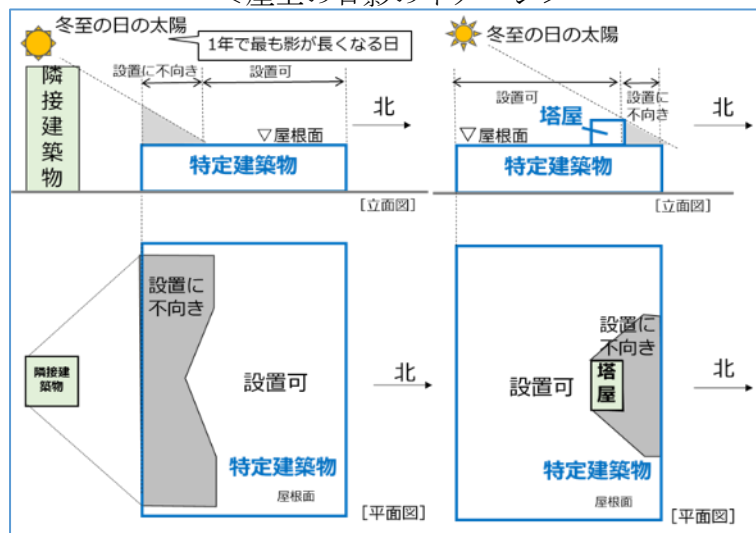 冬至の日の太陽
1年で最も影が長くなる日
設置に不向き
設置可
隣接建築物
▽屋根面
特定建築物
北
[立面図]
冬至の日の太陽
設置可
設置に
不向き
塔屋
▽屋根面
特定建築物
北
[立面図]
設置に
不向き
隣接建
築物
設置可
北
特定建築物
屋根面
[平面図]
設置に
不向き
塔屋
設置可
北
特定建築物
屋根面
[平面図]